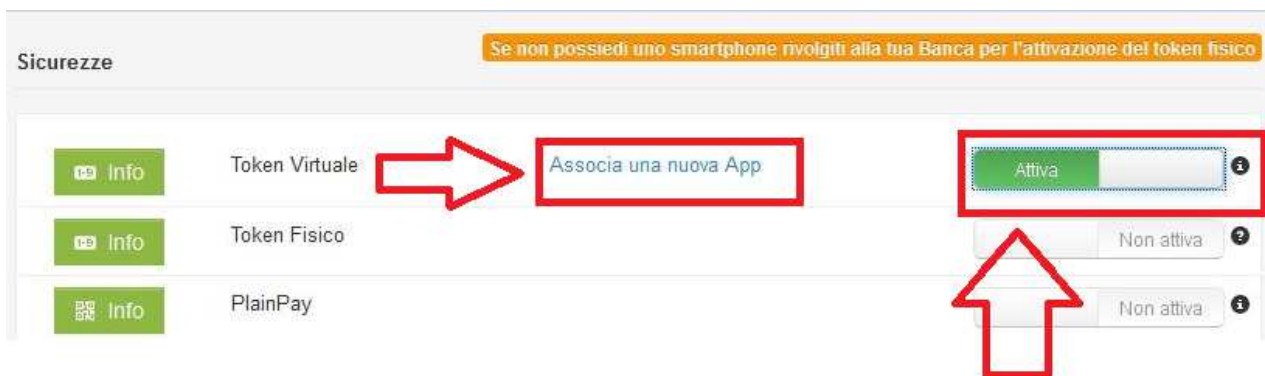 Sicurezze
Se non possiedi uno smartphone rivolgiti alla tua Banca per l'attivazione del token fisico
Info Token Virtuale Associa una nuova App Attiva
Info Token Fisico Non attiva
Info PlainPay Non attiva